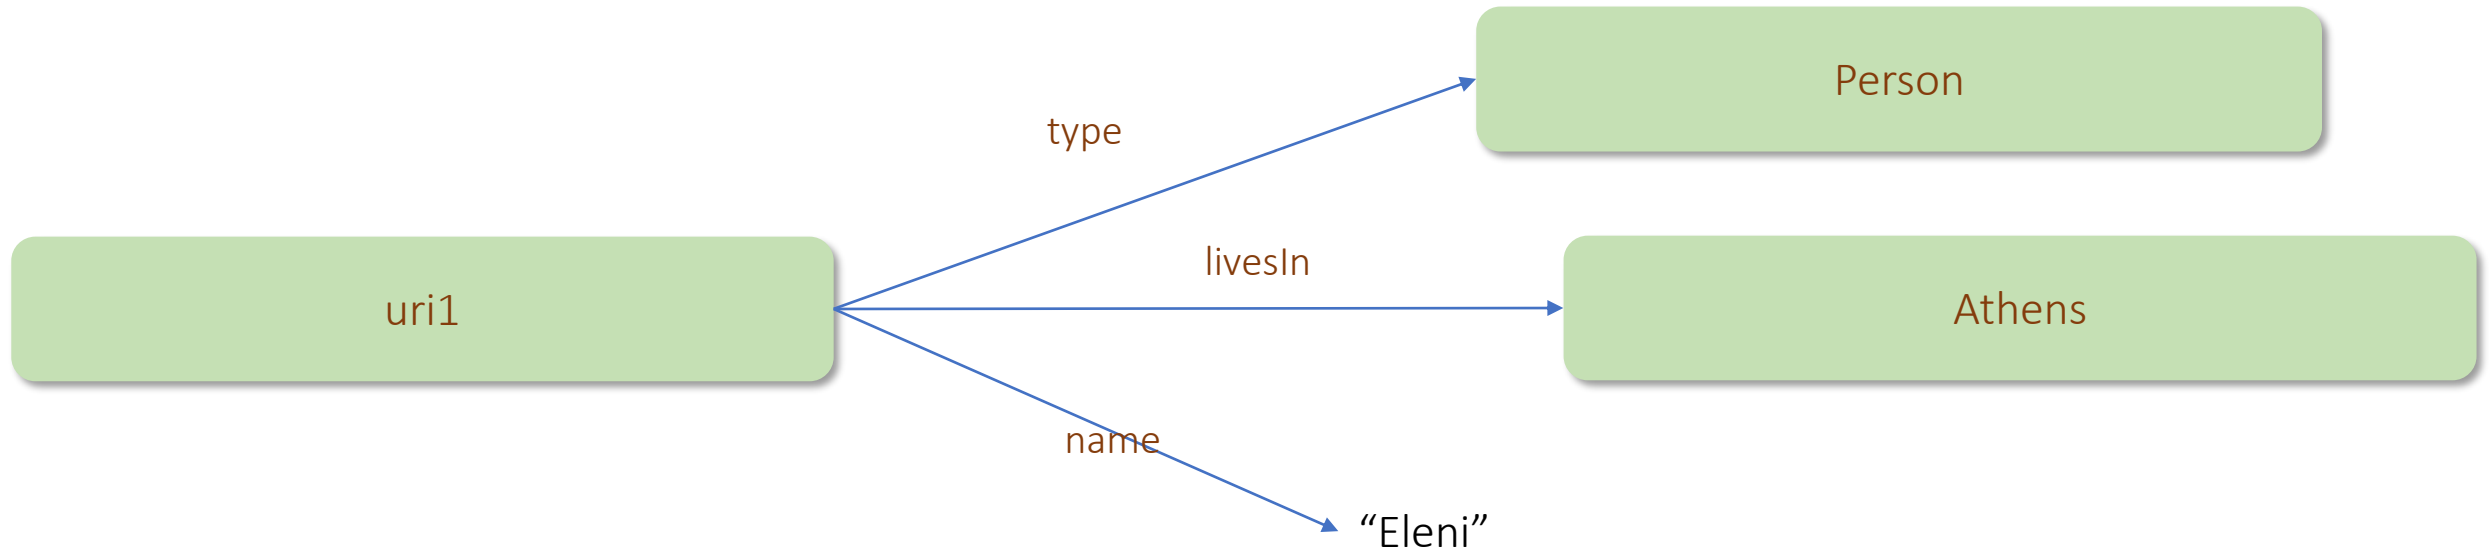 Person
type
livesIn
uri1
Athens
name
“Eleni”